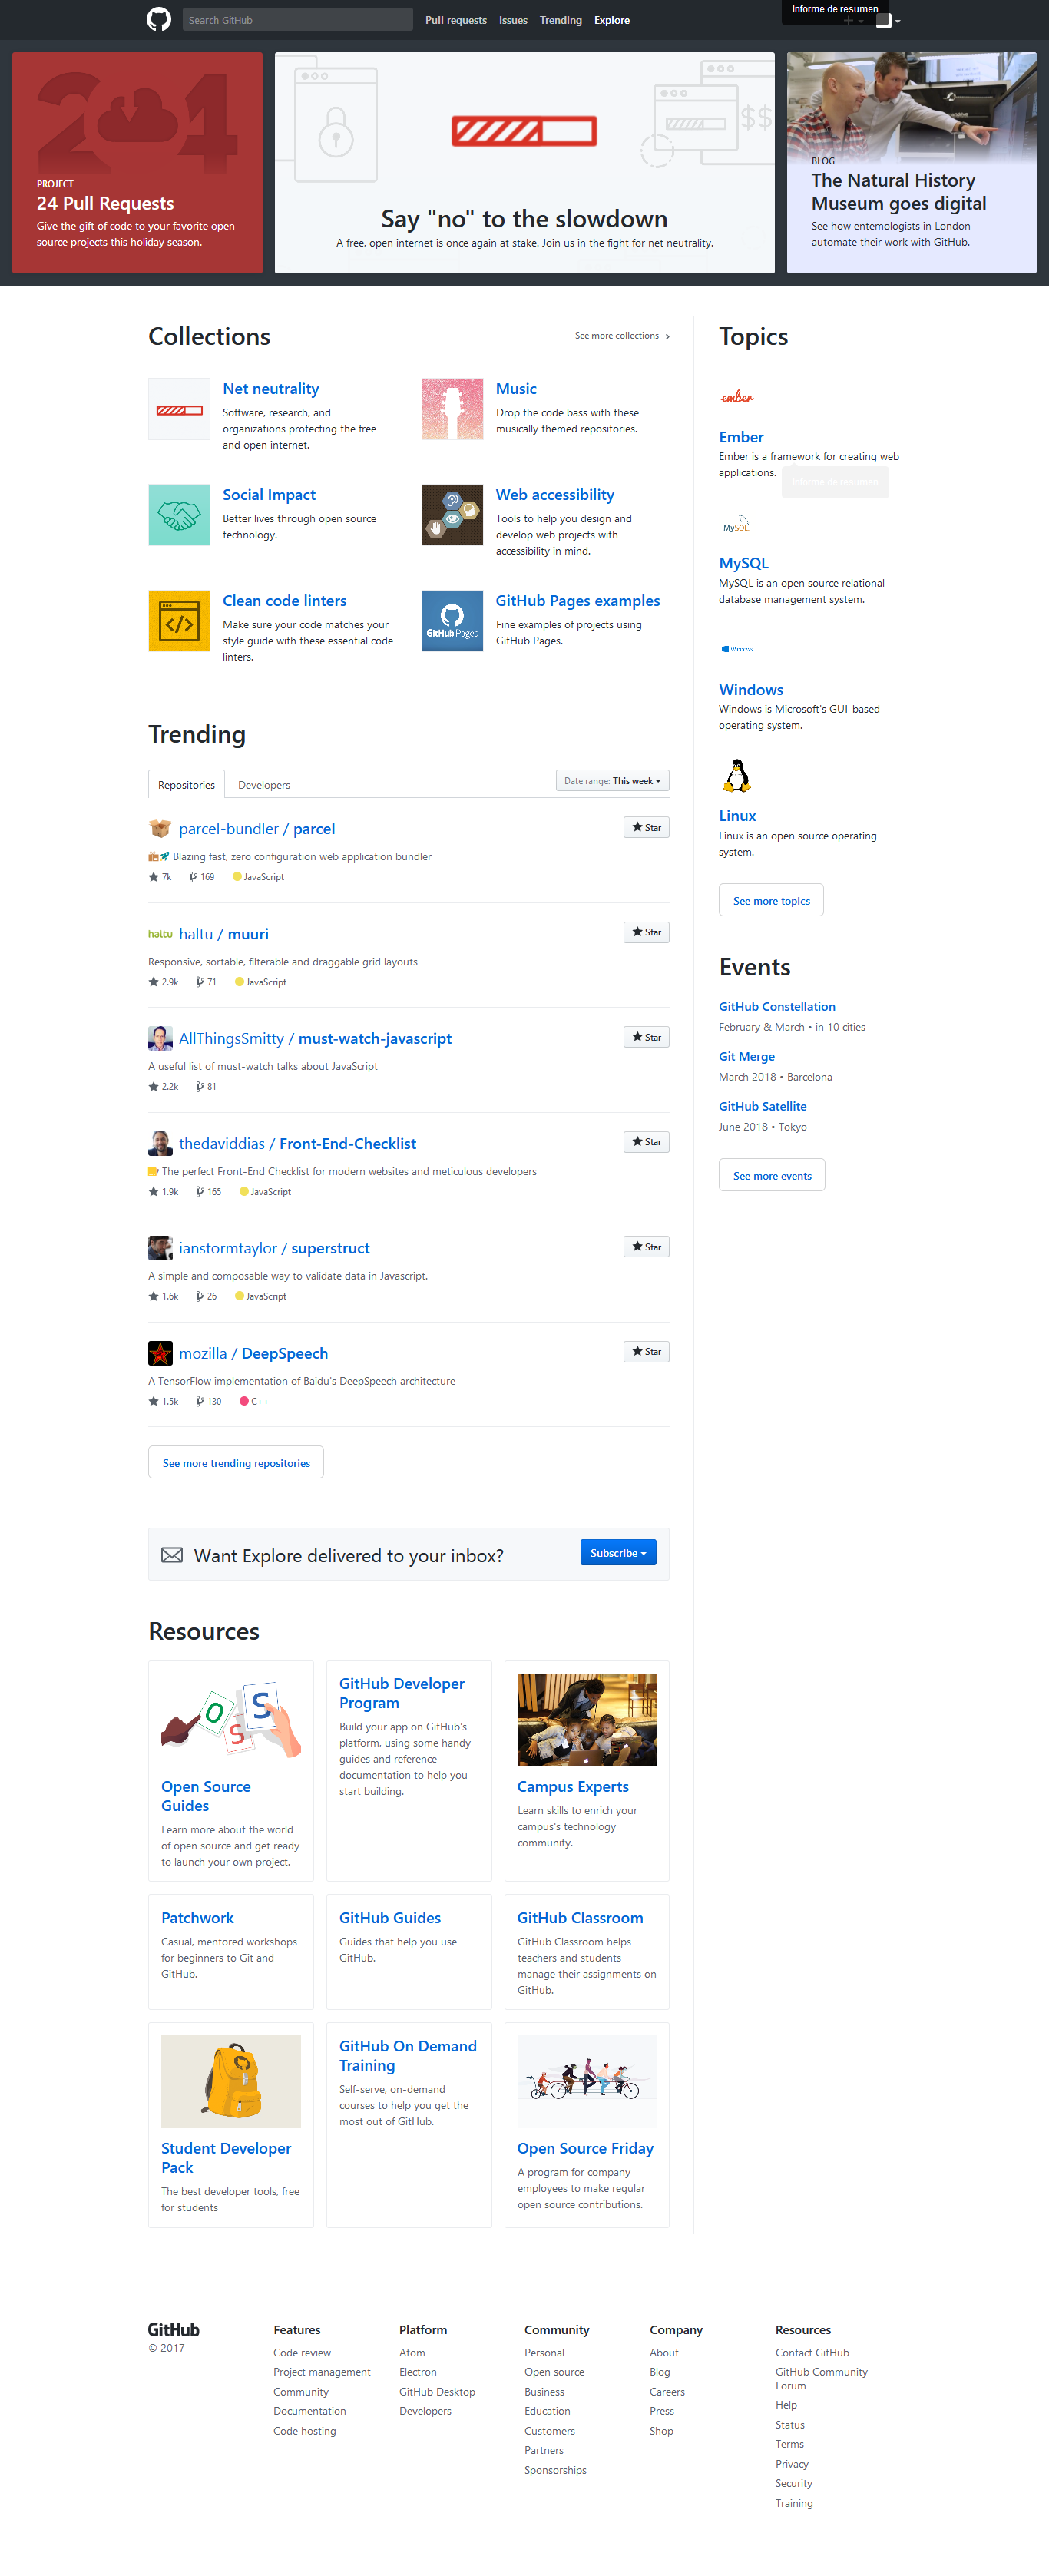 Search GitHub
Pull requests
Issues
Trending
Explore
Informe de resumen
PROJECT
24 Pull Requests
Give the gift of code to your favorite open
source projects this holiday season.
$$
Say "no" to the slowdown
A free, open internet is once again at stake. Join us in the fight for net neutrality.
BLOG
The Natural History
Museum goes digital
See how entemologists in London
automate their work with GitHub.
Collections
See more collections
Net neutrality
Software, research, and
organizations protecting the free
and open internet.
Music
Drop the code bass with these
musically themed repositories.
Social Impact
Better lives through open source
technology.
Web accessibility
Tools to help you design and
develop web projects with
accessibility in mind.
Clean code linters
Make sure your code matches your
style guide with these essential code
linters.
GitHub Pages
GitHub Pages examples
Fine examples of projects using
GitHub Pages.
Trending
Repositories
Developers
Date range: This week
parcel-bundler / parcel
Star
Blazing fast, zero configuration web application bundler
7k 169 JavaScript
haltu
haltu / muuri
Star
Responsive, sortable, filterable and draggable grid layouts
2.9k 71 JavaScript
AllThingsSmitty / must-watch-javascript
Star
A useful list of must-watch talks about JavaScript
2.2k 81
thedaviddias / Front-End-Checklist
Star
The perfect Front-End Checklist for modern websites and meticulous developers
1.9k 165 JavaScript
ianstormtaylor / superstruct
Star
A simple and composable way to validate data in Javascript.
1.6k 26 JavaScript
mozilla / DeepSpeech
Star
A TensorFlow implementation of Baidu's DeepSpeech architecture
1.5k 130 C++
See more trending repositories
Want Explore delivered to your inbox?
Subscribe
Resources
O
S
S
Open Source
Guides
Learn more about the world
of open source and get ready
to launch your own project.
GitHub Developer
Program
Build your app on GitHub's
platform, using some handy
guides and reference
documentation to help you
start building.
Campus Experts
Learn skills to enrich your
campus's technology
community.
Patchwork
Casual, mentored workshops
for beginners to Git and
GitHub.
GitHub Guides
Guides that help you use
GitHub.
GitHub Classroom
GitHub Classroom helps
teachers and students
manage their assignments on
GitHub.
Student Developer
Pack
The best developer tools, free
for students
GitHub On Demand
Training
Self-serve, on-demand
courses to help you get the
most out of GitHub.
Open Source Friday
A program for company
employees to make regular
open source contributions.
Topics
ember
Ember
Ember is a framework for creating web
applications.
Informe de resumen
MySQL
MySQL
MySQL is an open source relational
database management system.
Windows
Windows
Windows is Microsoft's GUI-based
operating system.
Linux
Linux is an open source operating
system.
See more topics
Events
GitHub Constellation
February & March • in 10 cities
Git Merge
March 2018 • Barcelona
GitHub Satellite
June 2018 • Tokyo
See more events
GitHub
© 2017
Features
Code review
Project management
Community
Documentation
Code hosting
Platform
Atom
Electron
GitHub Desktop
Developers
Community
Personal
Open source
Business
Education
Customers
Partners
Sponsorships
Company
About
Blog
Careers
Press
Shop
Resources
Contact GitHub
GitHub Community
Forum
Help
Status
Terms
Privacy
Security
Training